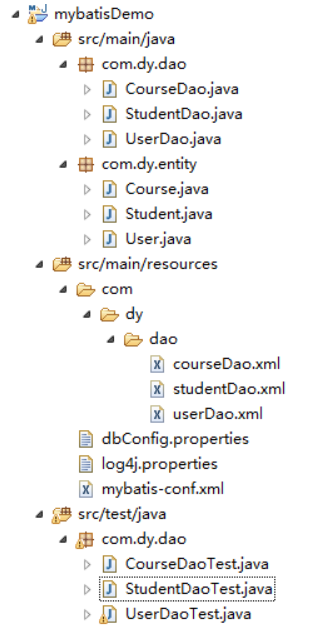 mybatisDemo
src/main/java
com.dy.dao
CourseDao.java
StudentDao.java
UserDao.java
com.dy.entity
Course.java
Student.java
User.java
src/main/resources
com
dy
dao
courseDao.xml
studentDao.xml
userDao.xml
dbConfig.properties
log4j.properties
mybatis-conf.xml
src/test/java
com.dy.dao
CourseDaoTest.java
StudentDaoTest.java
UserDaoTest.java